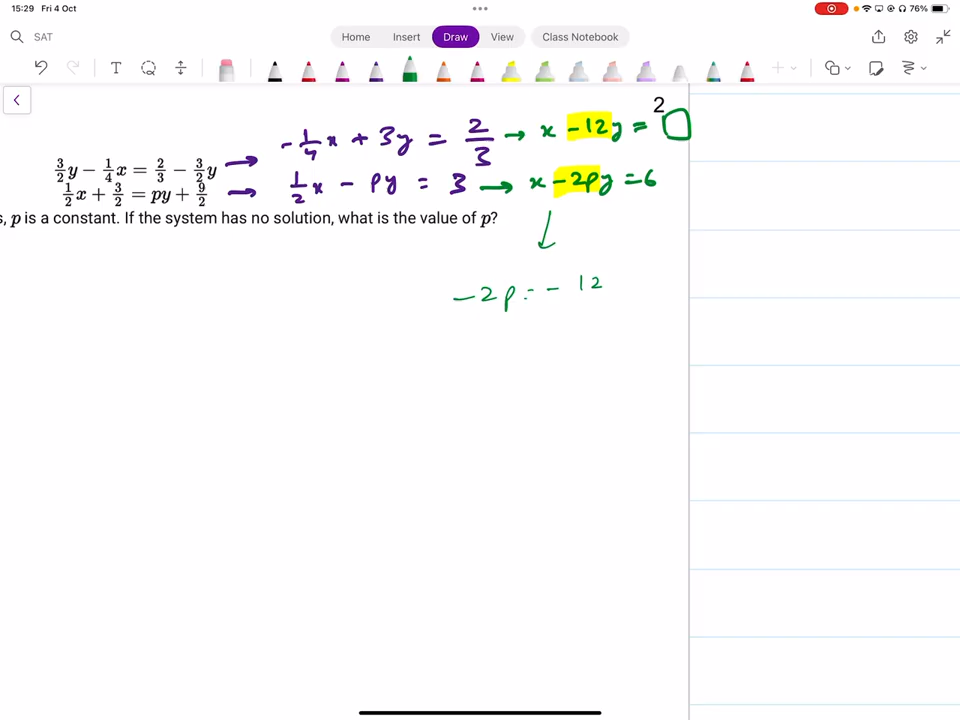 15:29 Fri 4 Oct
76%
SAT
Home Insert Draw View Class Notebook
2
-1/4x + 3y = 2/3 → x - 12y = □
3/2y − 1/4x = 2/3 − 3/2y →
1/2x - py = 3 → x - 2py = 6
1/2x + 3/2 = py + 9/2 →
s, p is a constant. If the system has no solution, what is the value of p?
-2p = - 12